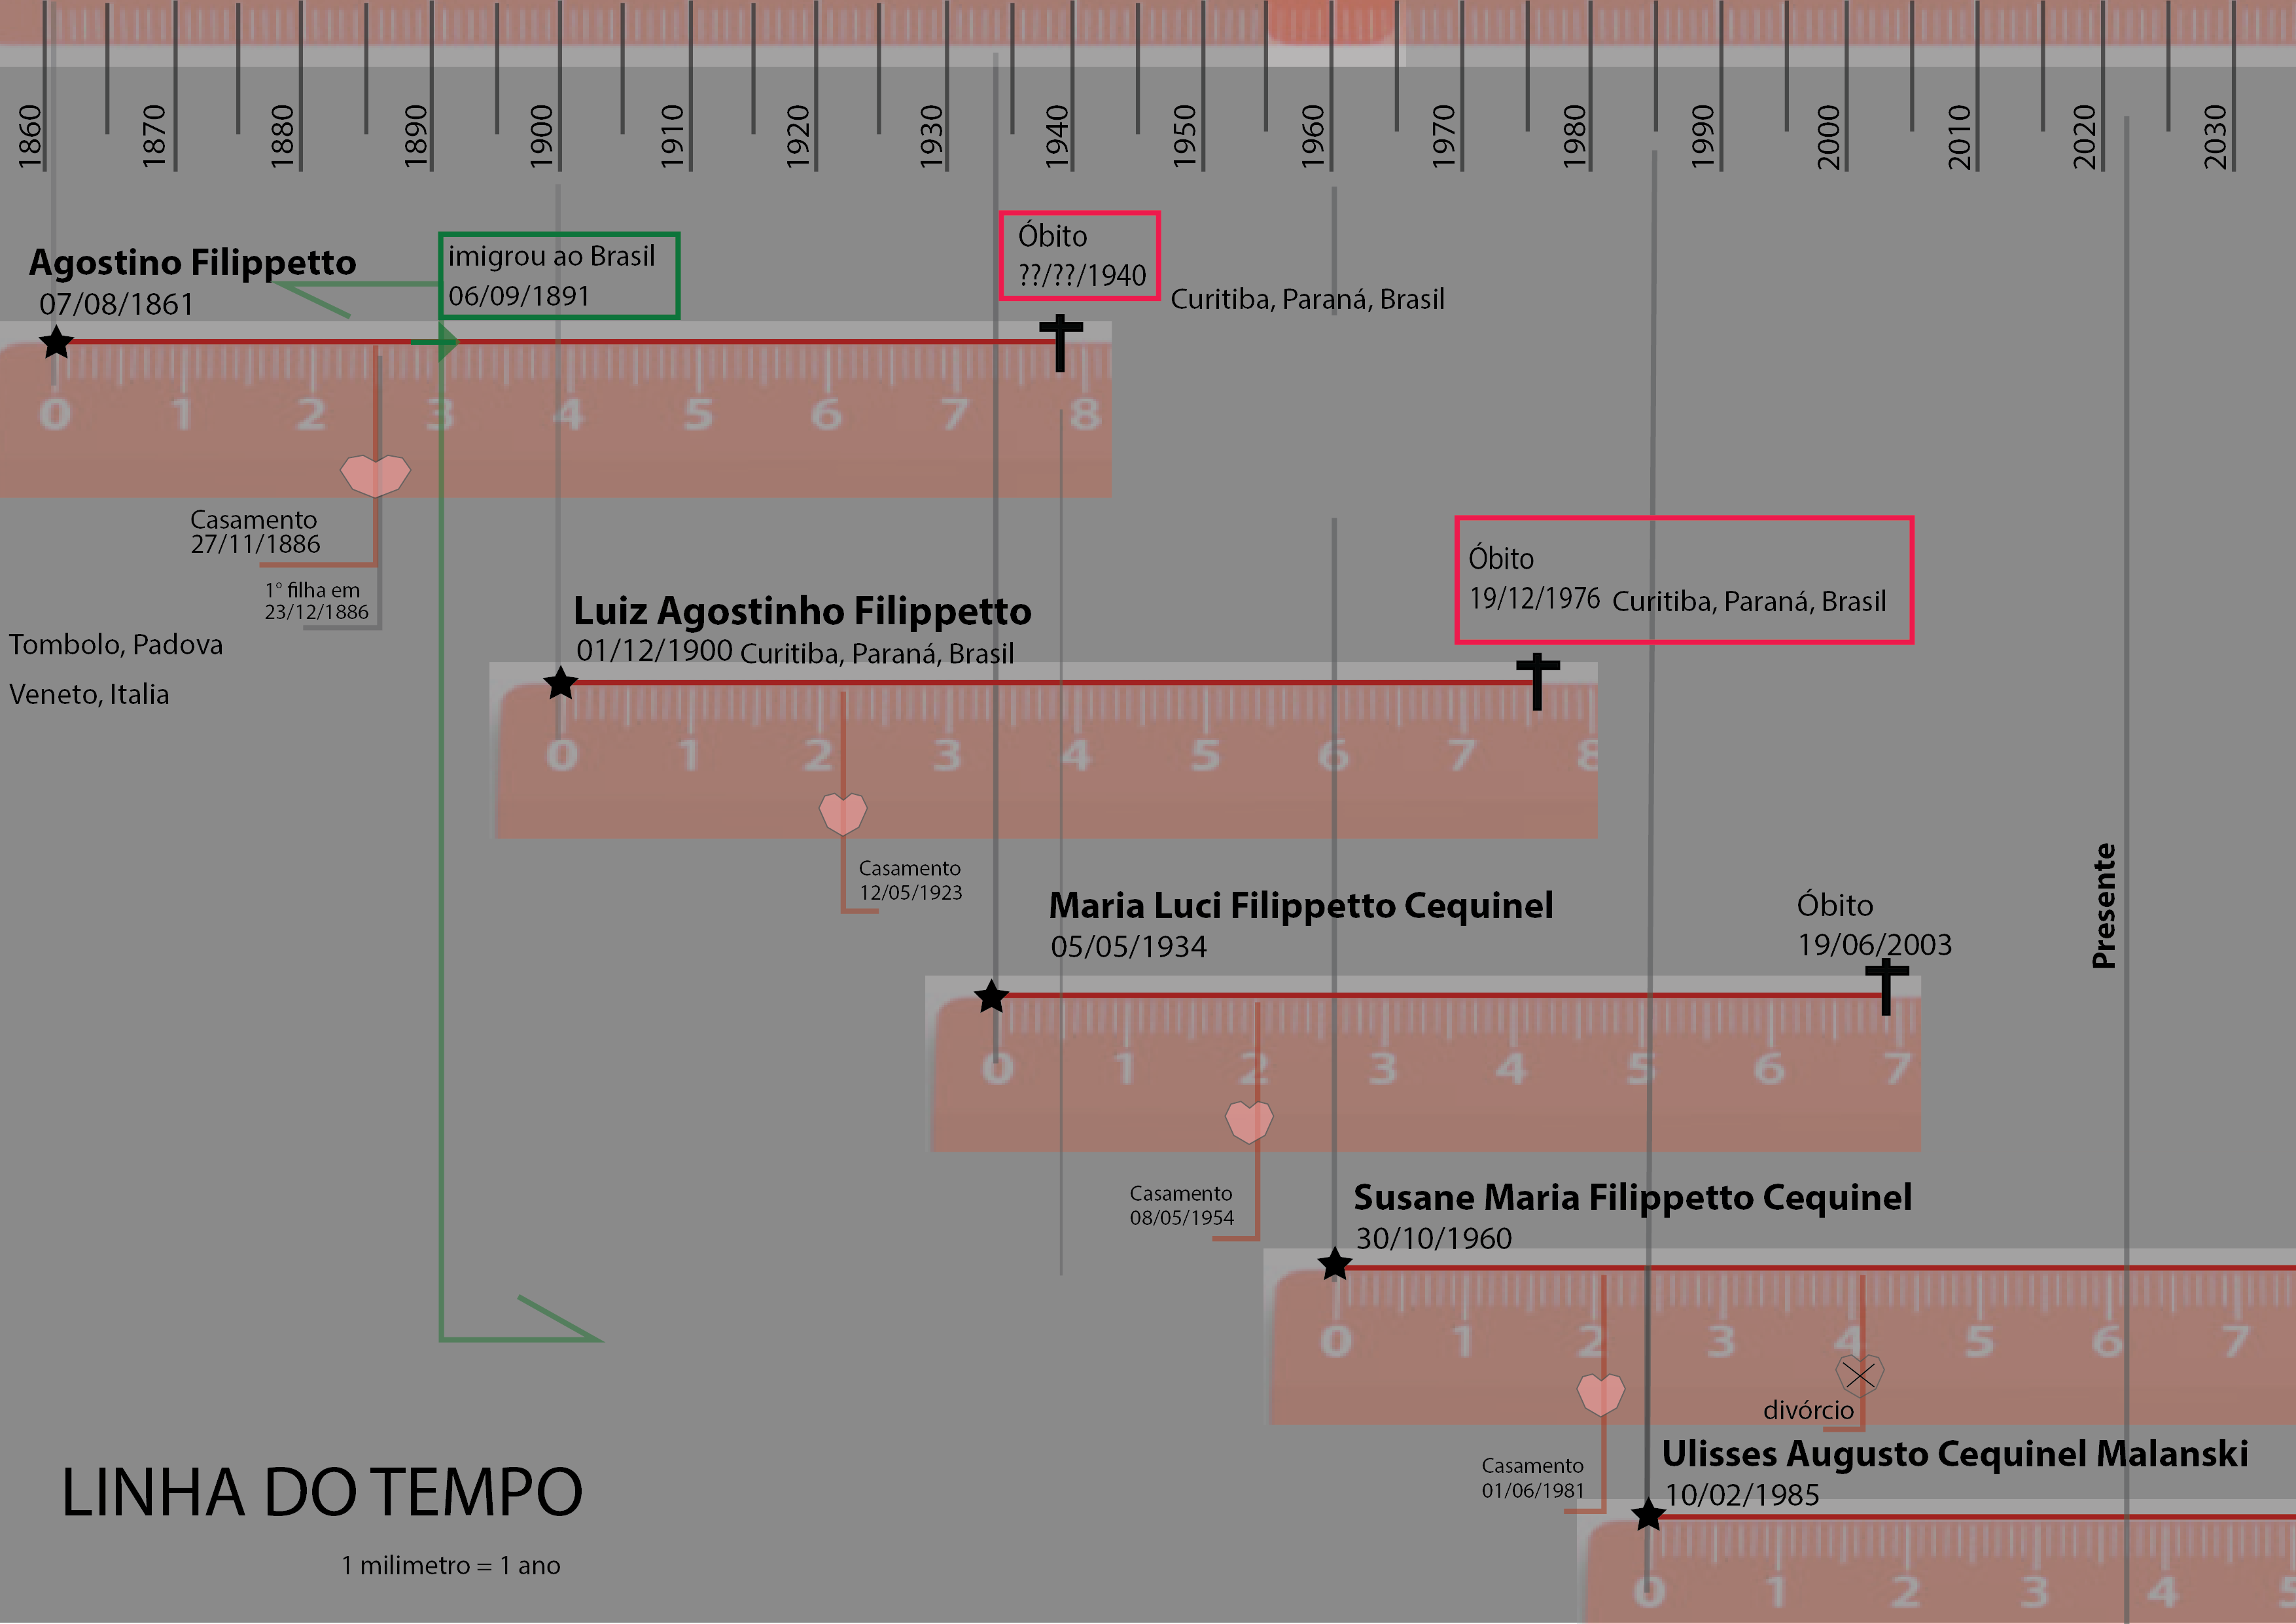 1860
1870
1880
1890
1900
1910
1920
1930
1940
1950
1960
1970
1980
1990
2000
2010
2020
2030
Agostino Filippetto
07/08/1861
imigrou ao Brasil
06/09/1891
Óbito
??/??/1940
Curitiba, Paraná, Brasil
0 1 2 3 4 5 6 7 8
Casamento
27/11/1886
1° filha em
23/12/1886
Tombolo, Padova
Veneto, Italia
Óbito
19/12/1976 Curitiba, Paraná, Brasil
Luiz Agostinho Filippetto
01/12/1900 Curitiba, Paraná, Brasil
0 1 2 3 4 5 6 7 8
Casamento
12/05/1923
Maria Luci Filippetto Cequinel
05/05/1934
Óbito
19/06/2003
Presente
0 1 2 3 4 5 6 7
Casamento
08/05/1954
Susane Maria Filippetto Cequinel
30/10/1960
0 1 2 3 4 5 6 7
divórcio
Casamento
01/06/1981
Ulisses Augusto Cequinel Malanski
10/02/1985
0 1 2 3 4 5
LINHA DO TEMPO
1 milimetro = 1 ano